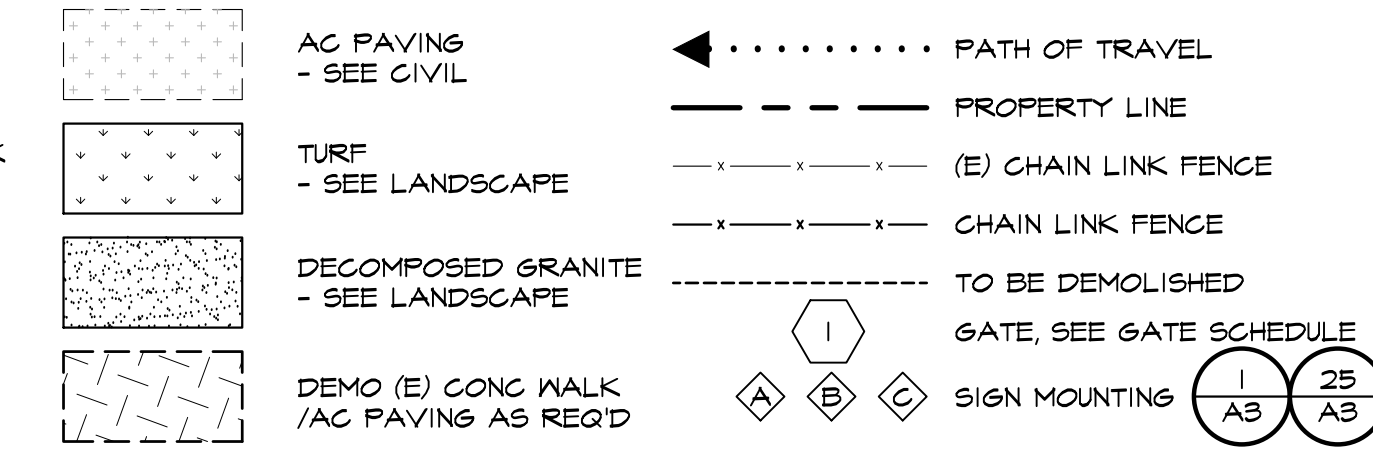 AC PAVING
- SEE CIVIL
TURF
- SEE LANDSCAPE
DECOMPOSED GRANITE
- SEE LANDSCAPE
DEMO (E) CONC WALK
/AC PAVING AS REQ'D
PATH OF TRAVEL
PROPERTY LINE
x x x (E) CHAIN LINK FENCE
x x x CHAIN LINK FENCE
TO BE DEMOLISHED
1 GATE, SEE GATE SCHEDULE
A B C SIGN MOUNTING
1 25
A3 A3